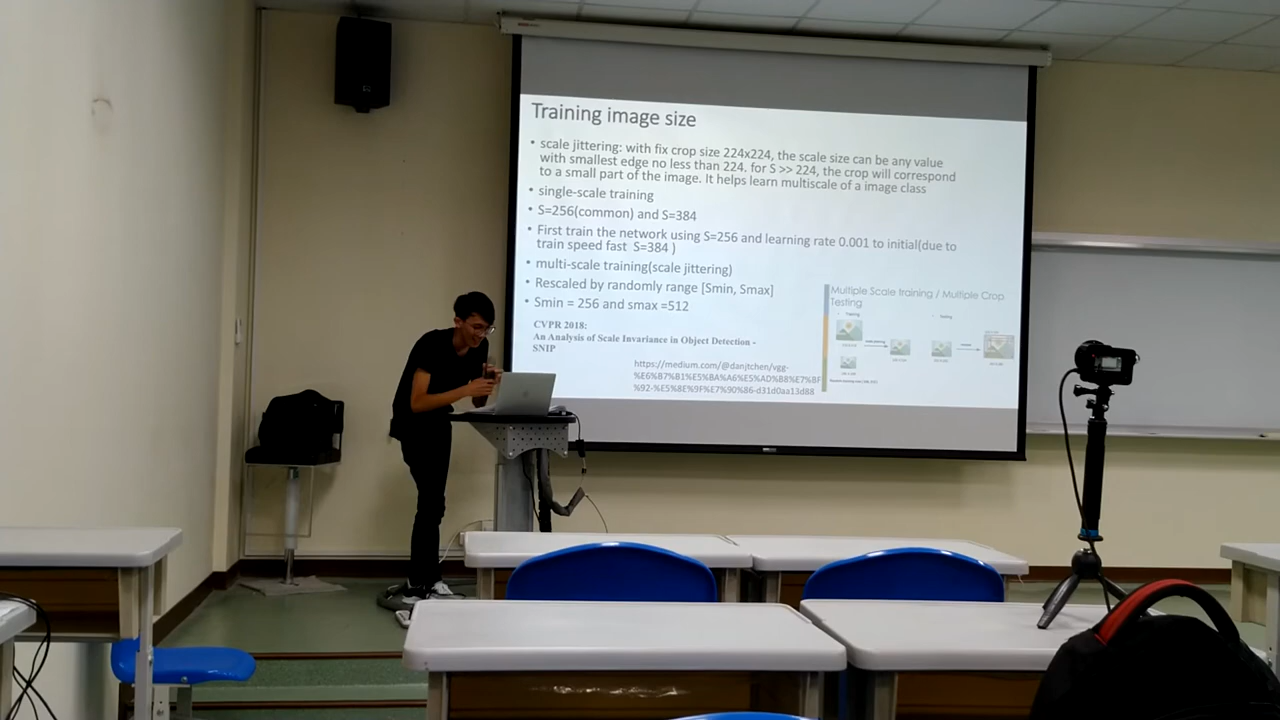 Training image size
• scale jittering: with fix crop size 224x224, the scale size can be any value
with smallest edge no less than 224. for S >> 224, the crop will correspond
to a small part of the image. It helps learn multiscale of a image class
• single-scale training
• S=256(common) and S=384
• First train the network using S=256 and learning rate 0.001 to initial(due to
train speed fast S=384 )
• multi-scale training(scale jittering)
• Rescaled by randomly range [Smin, Smax]
• Smin = 256 and smax =512
CVPR 2018:
An Analysis of Scale Invariance in Object Detection -
SNIP
https://medium.com/@danjtchen/vgg-
%E6%B7%B1%E5%BA%A6%E5%AD%B8%E7%BF
%92-%E5%8E%9F%E7%90%86-d31d0aa13d88
Multiple Scale training / Multiple Crop
Testing
Training
Testing